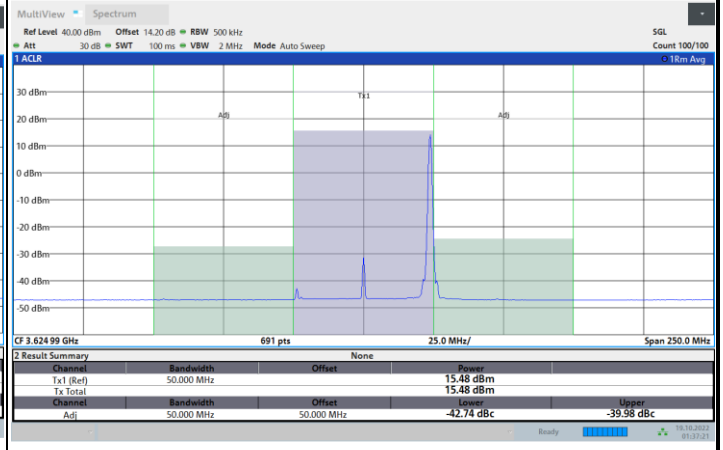 MultiView Spectrum
Ref Level 40.00 dBm Offset 14.20 dB RBW 500 kHz SGL
Att 30 dB SWT 100 ms VBW 2 MHz Mode Auto Sweep Count 100/100
1 ACLR 1Rm Avg
Tx1
30 dBm
Adj Adj
20 dBm
10 dBm
0 dBm
-10 dBm
-20 dBm
-30 dBm
-40 dBm
-50 dBm
CF 3.624 99 GHz 691 pts 25.0 MHz/ Span 250.0 MHz
2 Result Summary None
Channel Bandwidth Offset Power
Tx1 (Ref) 50.000 MHz 15.48 dBm
Tx Total 15.48 dBm
Channel Bandwidth Offset Lower Upper
Adj 50.000 MHz 50.000 MHz -42.74 dBc -39.98 dBc
Ready 19.10.2022
01:37:21